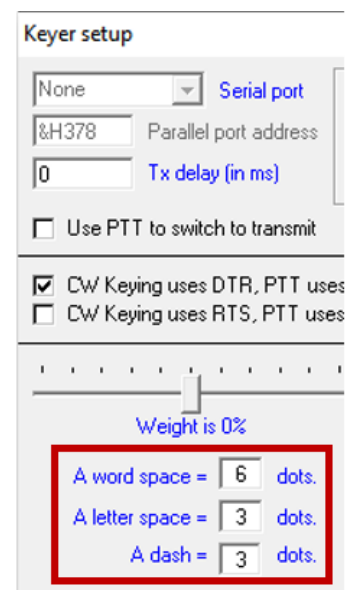 Keyer setup
None Serial port
&H378 Parallel port address
0 Tx delay (in ms)
Use PTT to switch to transmit
CW Keying uses DTR, PTT uses
CW Keying uses RTS, PTT uses
Weight is 0%
A word space = 6 dots.
A letter space = 3 dots.
A dash = 3 dots.